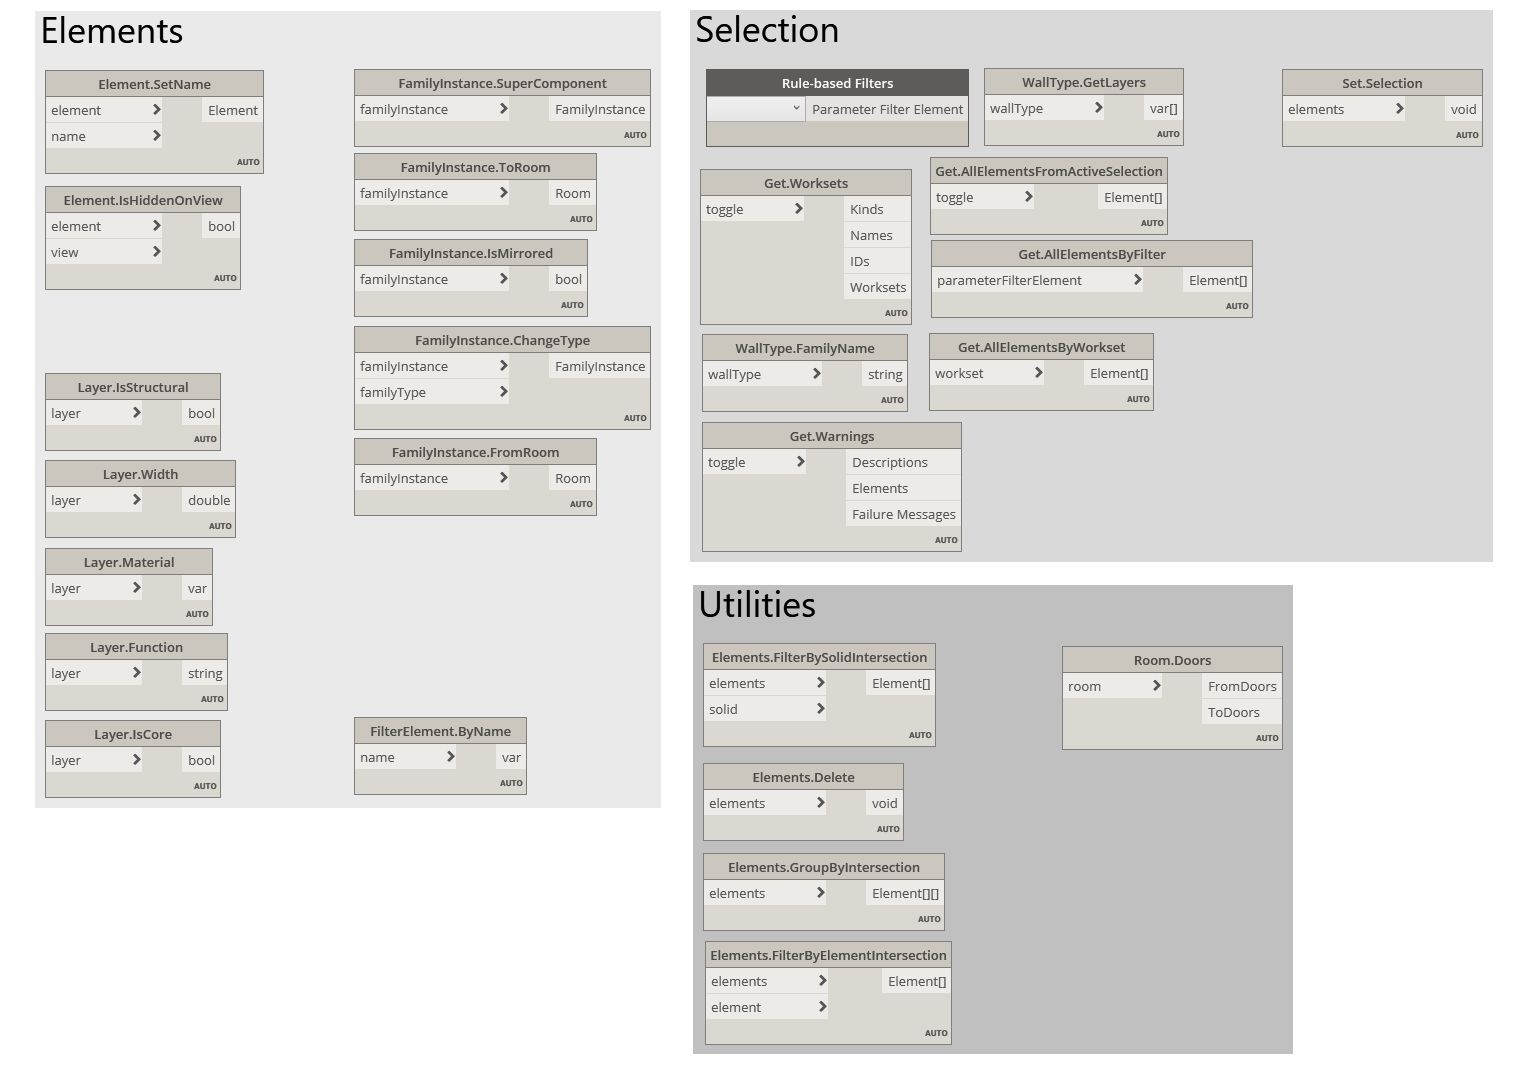 Elements
Element.SetName
element Element
name
AUTO
Element.IsHiddenOnView
element bool
view
AUTO
Layer.IsStructural
layer bool
AUTO
Layer.Width
layer double
AUTO
Layer.Material
layer var
AUTO
Layer.Function
layer string
AUTO
Layer.IsCore
layer bool
AUTO
FamilyInstance.SuperComponent
familyInstance FamilyInstance
AUTO
FamilyInstance.ToRoom
familyInstance Room
AUTO
FamilyInstance.IsMirrored
familyInstance bool
AUTO
FamilyInstance.ChangeType
familyInstance FamilyInstance
familyType
AUTO
FamilyInstance.FromRoom
familyInstance Room
AUTO
FilterElement.ByName
name var
AUTO
Selection
Rule-based Filters
Parameter Filter Element
WallType.GetLayers
wallType var[]
AUTO
Set.Selection
elements void
AUTO
Get.Worksets
toggle Kinds
Names
IDs
Worksets
AUTO
Get.AllElementsFromActiveSelection
toggle Element[]
AUTO
Get.AllElementsByFilter
parameterFilterElement Element[]
AUTO
WallType.FamilyName
wallType string
AUTO
Get.AllElementsByWorkset
workset Element[]
AUTO
Get.Warnings
toggle Descriptions
Elements
Failure Messages
AUTO
Utilities
Elements.FilterBySolidIntersection
elements Element[]
solid
AUTO
Room.Doors
room FromDoors
ToDoors
AUTO
Elements.Delete
elements void
AUTO
Elements.GroupByIntersection
elements Element[][]
AUTO
Elements.FilterByElementIntersection
elements Element[]
element
AUTO